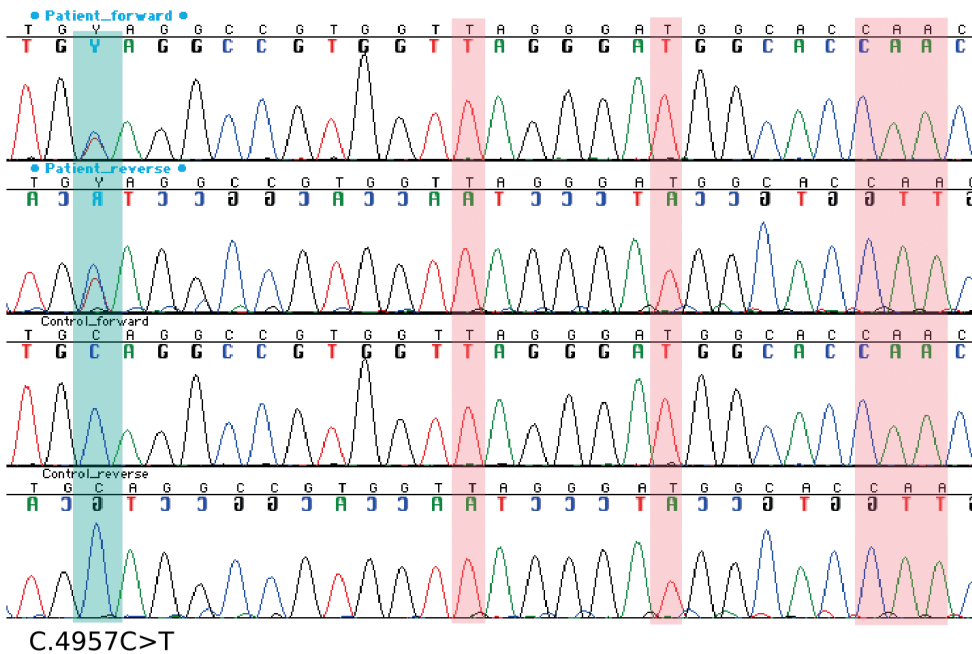 Patient_forward
T G Y A G G C C G T G G T T A G G G A T G G C A C C A A C
T G Y A G G C C G T G G T T A G G G A T G G C A C C A A C
Patient_reverse
T G Y A G G C C G T G G T T A G G G A T G G C A C C A A
A C A T C C G G C A C C A A T C C C T A C C G T G G T T G
Control_forward
T G C A G G C C G T G G T T A G G G A T G G C A C C A A C
T G C A G G C C G T G G T T A G G G A T G G C A C C A A C
Control_reverse
T G C A G G C C G T G G T T A G G G A T G G C A C C A A
A C G T C C G G C A C C A A T C C C T A C C G T G G T T G
C.4957C>T